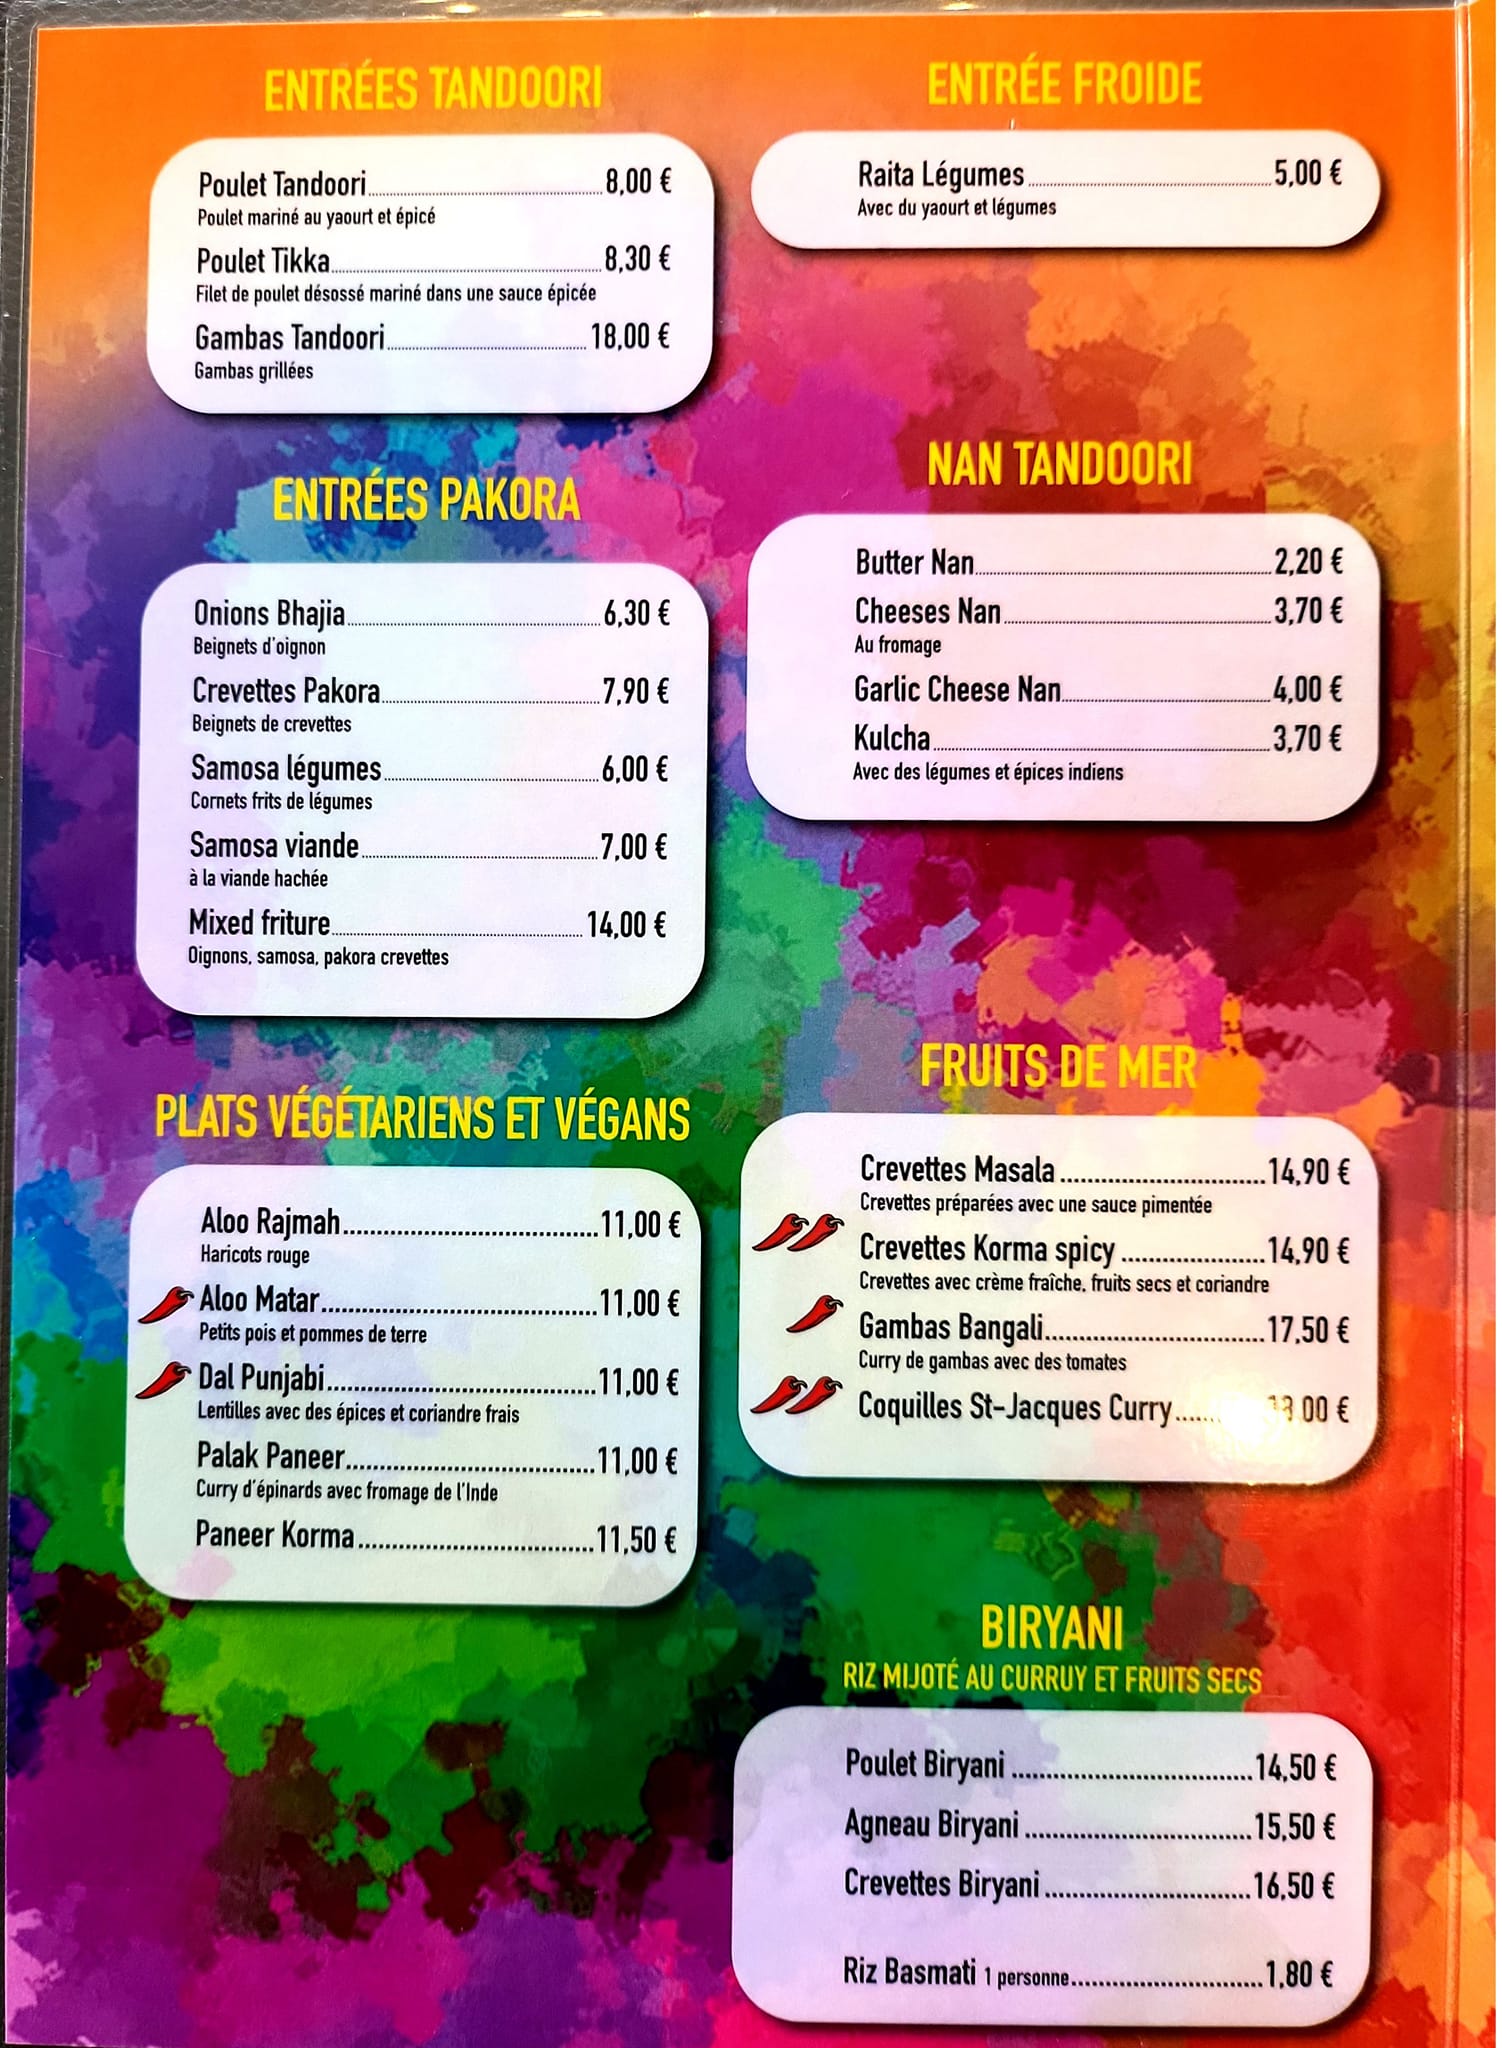 ENTRÉES TANDOORI
Poulet Tandoori 8,00 €
Poulet mariné au yaourt et épicé
Poulet Tikka 8,30 €
Filet de poulet désossé mariné dans une sauce épicée
Gambas Tandoori 18,00 €
Gambas grillées
ENTRÉES PAKORA
Onions Bhajia 6,30 €
Beignets d'oignon
Crevettes Pakora 7,90 €
Beignets de crevettes
Samosa légumes 6,00 €
Cornets frits de légumes
Samosa viande 7,00 €
à la viande hachée
Mixed friture 14,00 €
Oignons, samosa, pakora crevettes
PLATS VÉGÉTARIENS ET VÉGANS
Aloo Rajmah 11,00 €
Haricots rouge
Aloo Matar 11,00 €
Petits pois et pommes de terre
Dal Punjabi 11,00 €
Lentilles avec des épices et coriandre frais
Palak Paneer 11,00 €
Curry d'épinards avec fromage de l'Inde
Paneer Korma 11,50 €
ENTRÉE FROIDE
Raita Légumes 5,00 €
Avec du yaourt et légumes
NAN TANDOORI
Butter Nan 2,20 €
Cheeses Nan 3,70 €
Au fromage
Garlic Cheese Nan 4,00 €
Kulcha 3,70 €
Avec des légumes et épices indiens
FRUITS DE MER
Crevettes Masala 14,90 €
Crevettes préparées avec une sauce pimentée
Crevettes Korma spicy 14,90 €
Crevettes avec crème fraîche, fruits secs et coriandre
Gambas Bangali 17,50 €
Curry de gambas avec des tomates
Coquilles St-Jacques Curry €
BIRYANI
RIZ MIJOTÉ AU CURRUY ET FRUITS SECS
Poulet Biryani 14,50 €
Agneau Biryani 15,50 €
Crevettes Biryani 16,50 €
Riz Basmati 1 personne 1,80 €